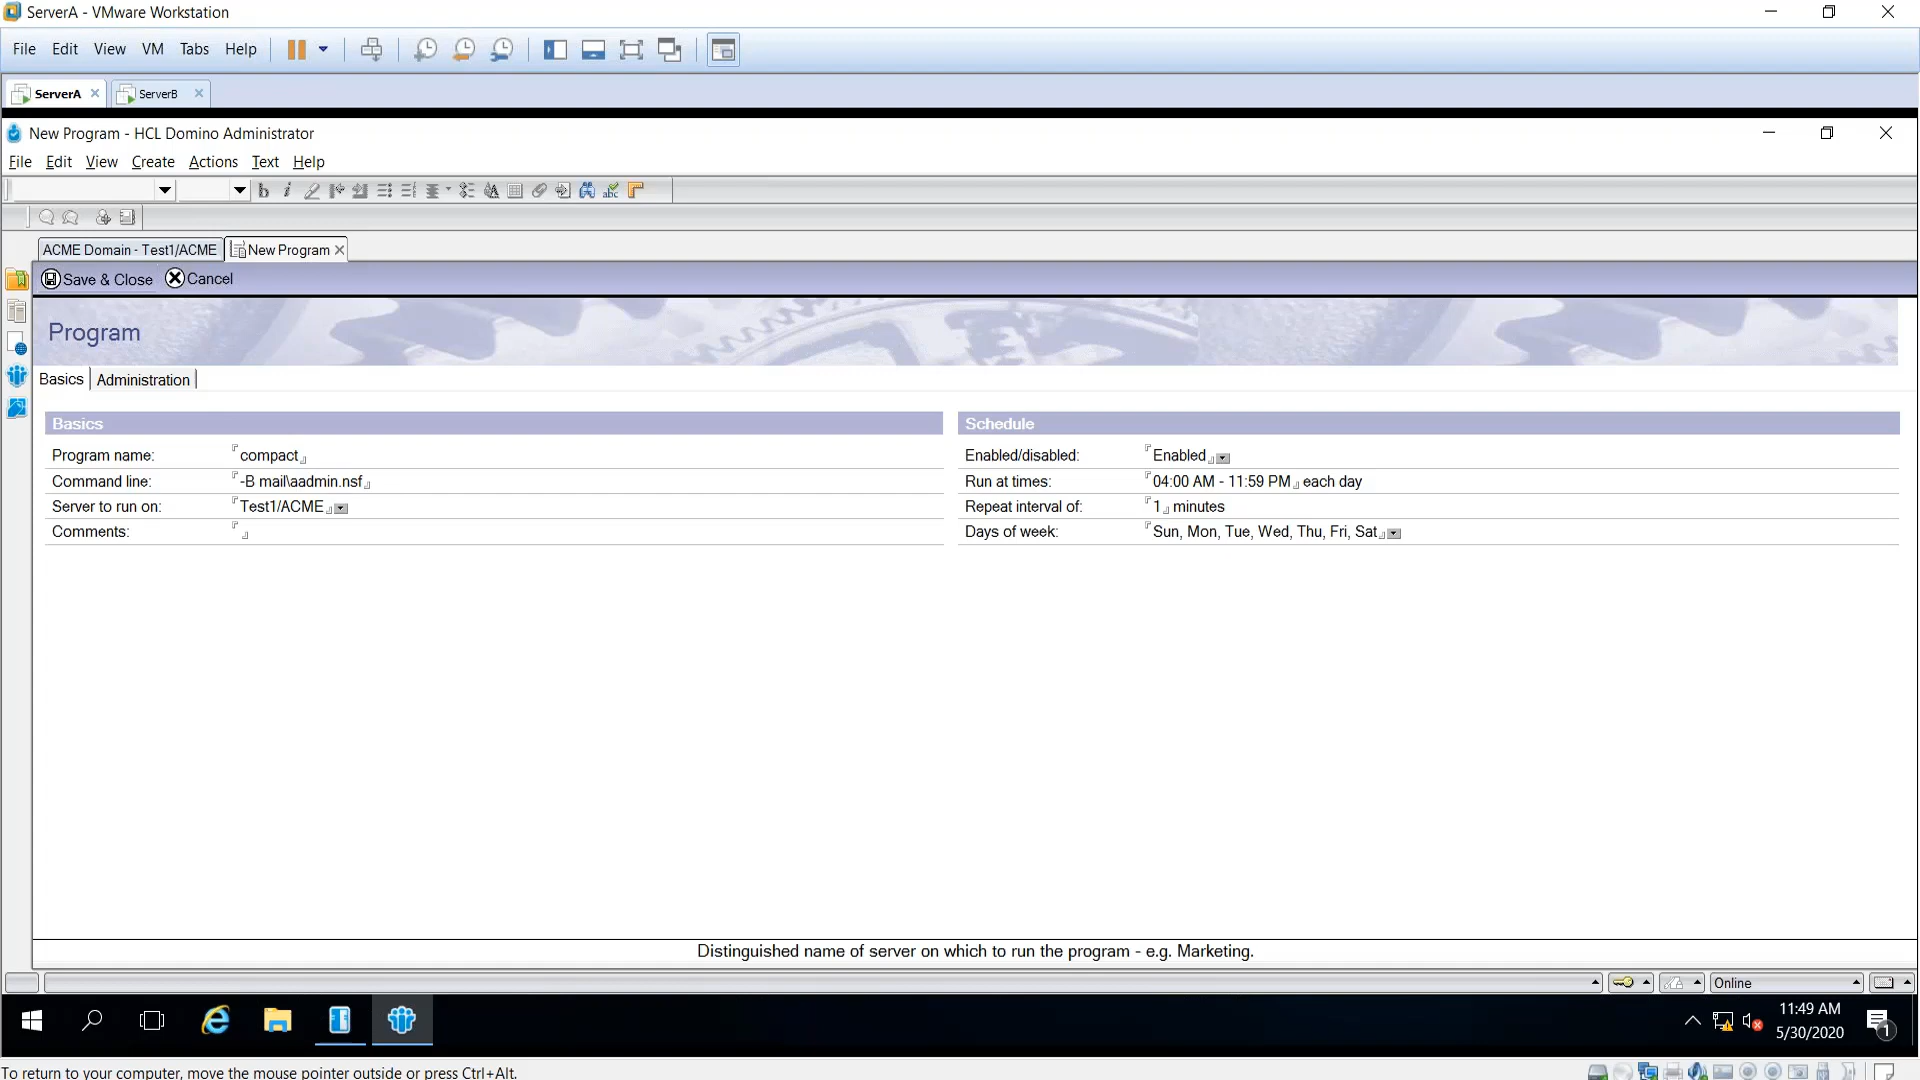 ServerA - VMware Workstation
File Edit View VM Tabs Help
ServerA ServerB
New Program - HCL Domino Administrator
File Edit View Create Actions Text Help
ACME Domain - Test1/ACME New Program
Save & Close Cancel
Program
Basics Administration
Basics Schedule
Program name: compact Enabled/disabled: Enabled
Command line: -B mail\aadmin.nsf Run at times: 04:00 AM - 11:59 PM each day
Server to run on: Test1/ACME Repeat interval of: 1 minutes
Comments: Days of week: Sun, Mon, Tue, Wed, Thu, Fri, Sat
Distinguished name of server on which to run the program - e.g. Marketing.
Online
11:49 AM
5/30/2020
1
To return to your computer, move the mouse pointer outside or press Ctrl+Alt.